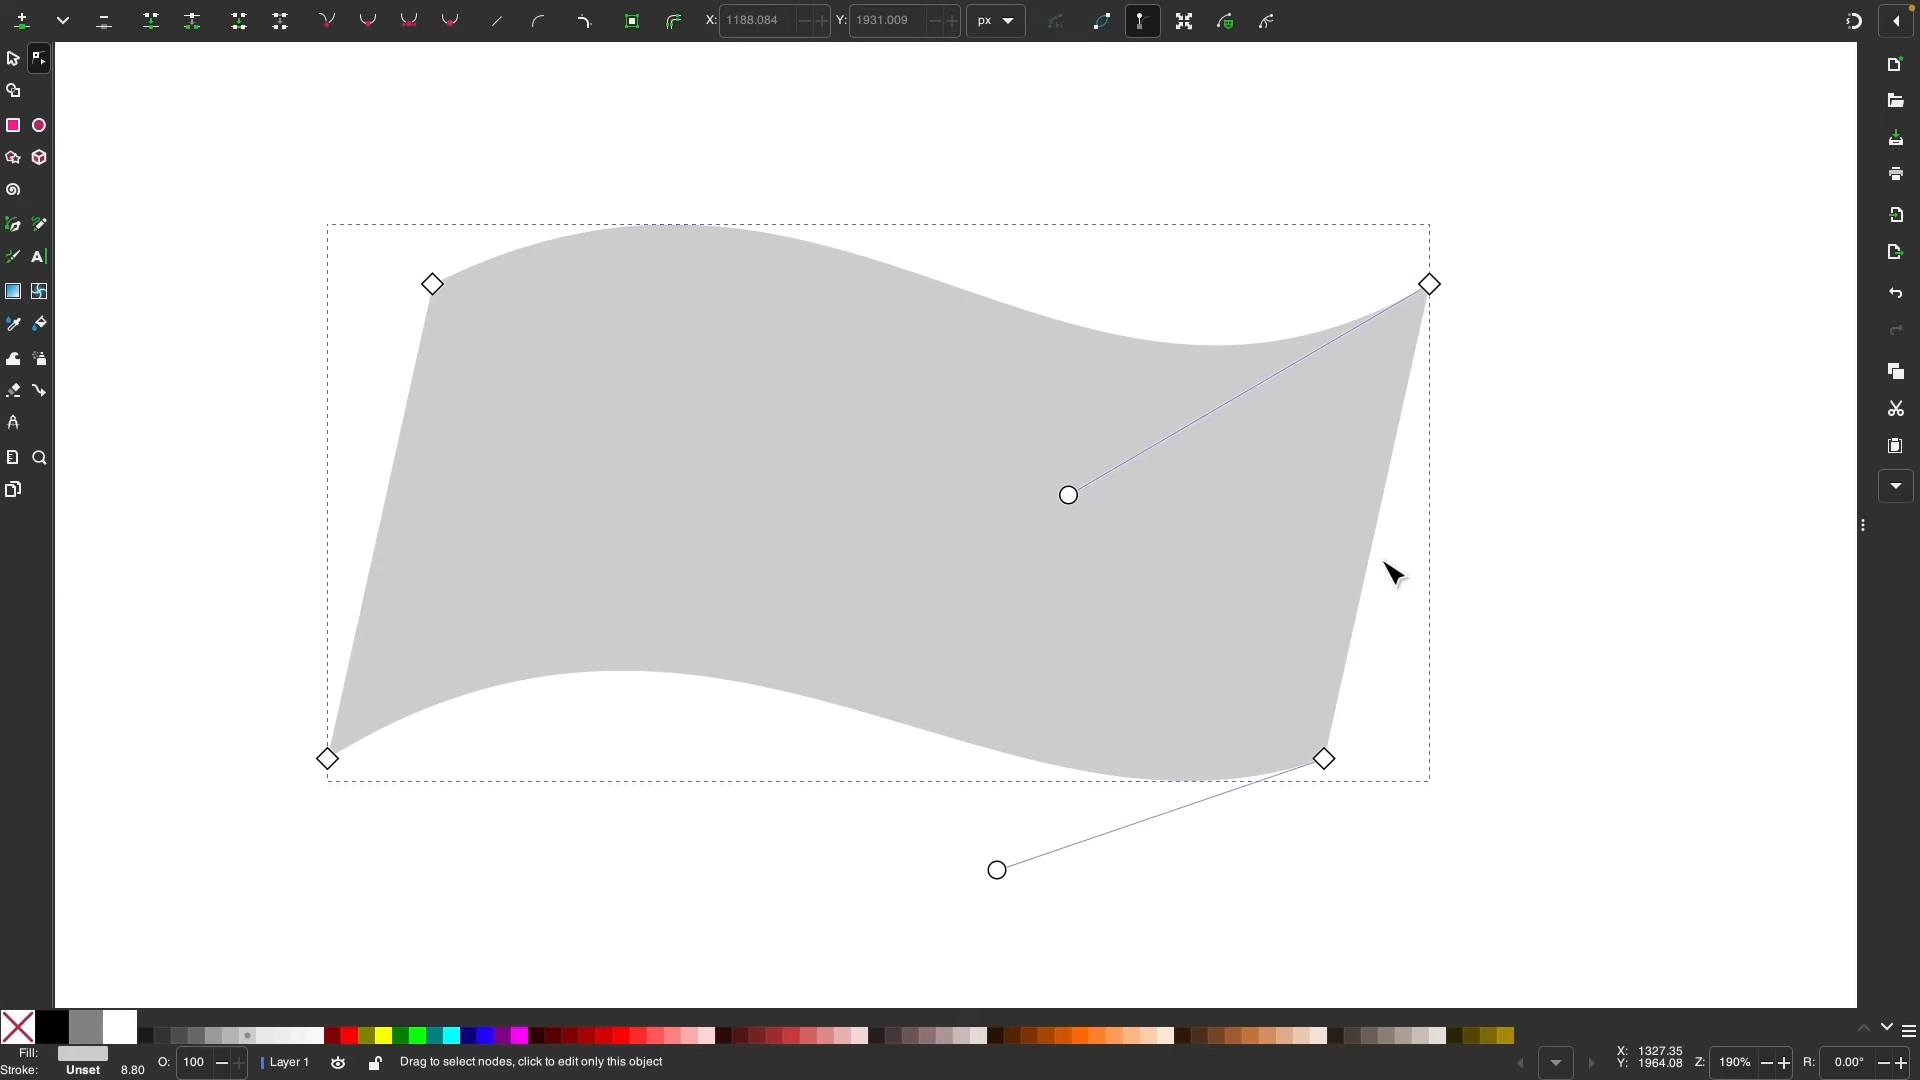 X: 1188.084 Y: 1931.009 px
Fill:
Stroke: Unset 8.80
O: 100
Layer 1
Drag to select nodes, click to edit only this object
X: 1327.35
Y: 1964.08
Z: 190%
R: 0.00°